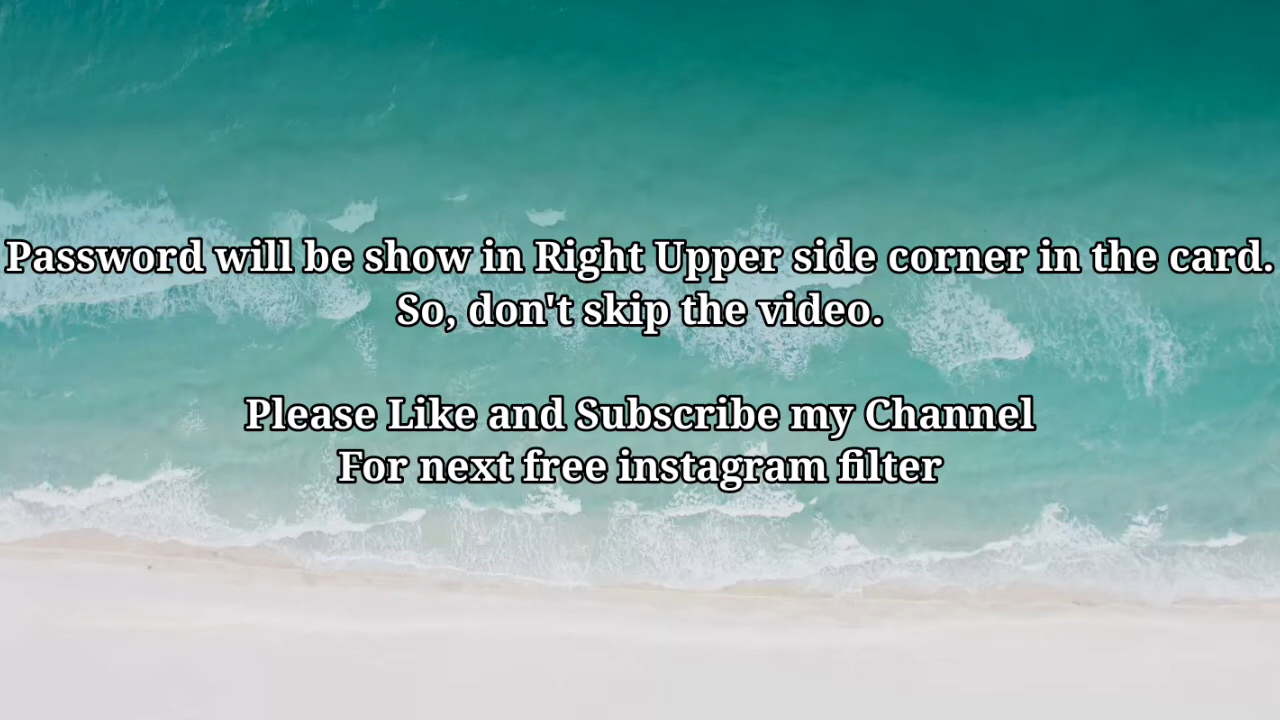 Password will be show in Right Upper side corner in the card.
So, don't skip the video.
Please Like and Subscribe my Channel
For next free instagram filter